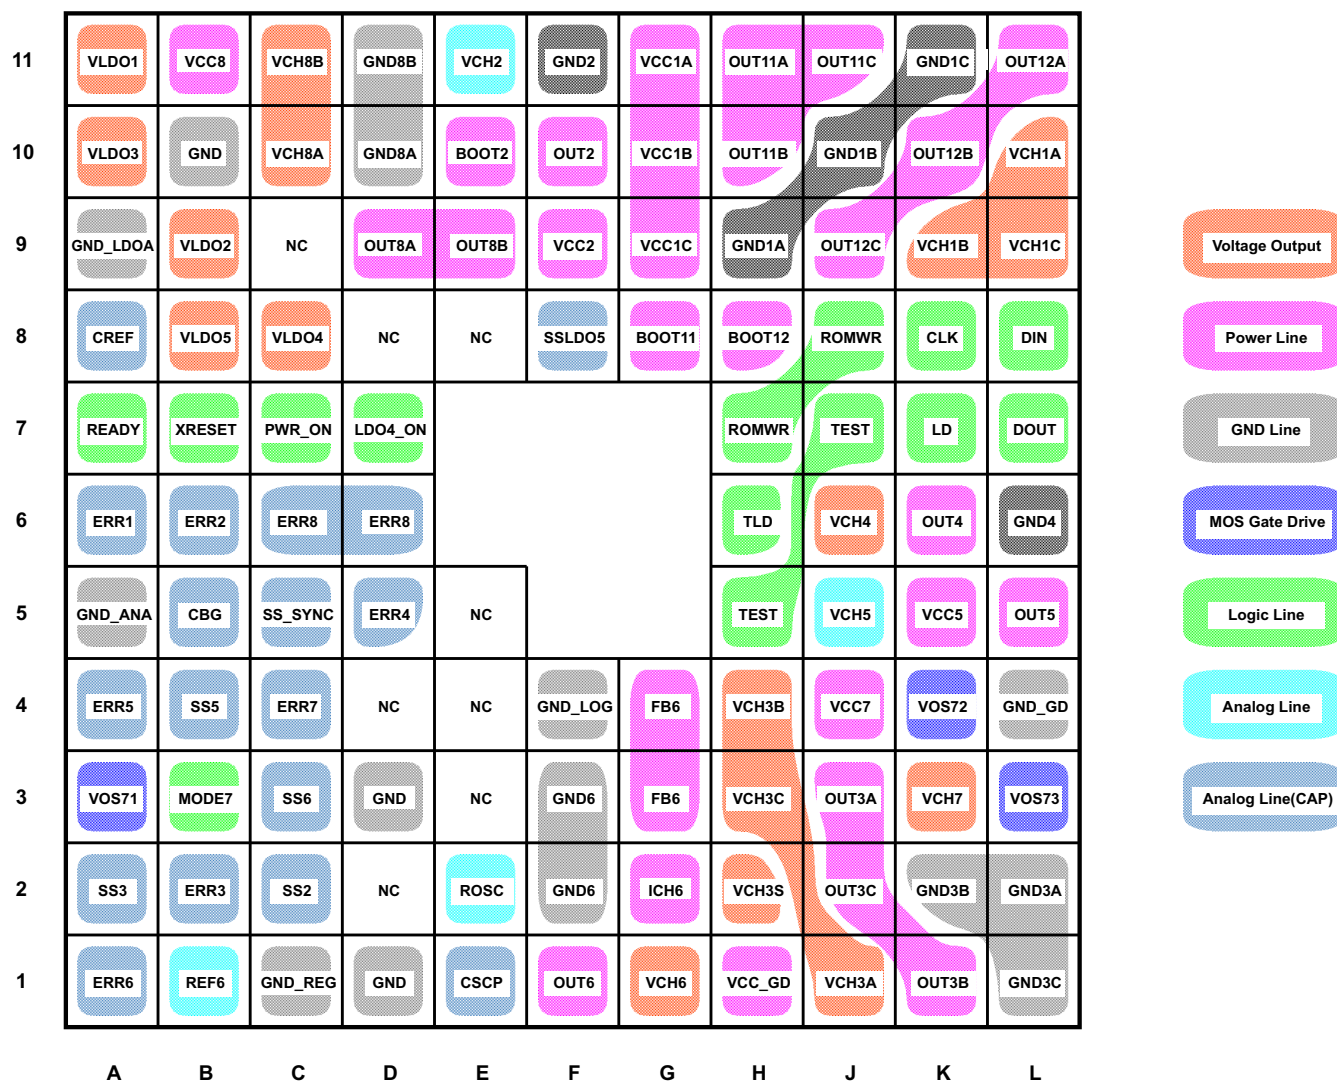 11 VLDO1 VCC8 VCH8B GND8B VCH2 GND2 VCC1A OUT11A OUT11C GND1C OUT12A
10 VLDO3 GND VCH8A GND8A BOOT2 OUT2 VCC1B OUT11B GND1B OUT12B VCH1A
9 GND_LDOA VLDO2 NC OUT8A OUT8B VCC2 VCC1C GND1A OUT12C VCH1B VCH1C
8 CREF VLDO5 VLDO4 NC NC SSLDO5 BOOT11 BOOT12 ROMWR CLK DIN
7 READY XRESET PWR_ON LDO4_ON ROMWR TEST LD DOUT
6 ERR1 ERR2 ERR8 ERR8 TLD VCH4 OUT4 GND4
5 GND_ANA CBG SS_SYNC ERR4 NC TEST VCH5 VCC5 OUT5
4 ERR5 SS5 ERR7 NC NC GND_LOG FB6 VCH3B VCC7 VOS72 GND_GD
3 VOS71 MODE7 SS6 GND NC GND6 FB6 VCH3C OUT3A VCH7 VOS73
2 SS3 ERR3 SS2 NC ROSC GND6 ICH6 VCH3S OUT3C GND3B GND3A
1 ERR6 REF6 GND_REG GND CSCP OUT6 VCH6 VCC_GD VCH3A OUT3B GND3C
A B C D E F G H J K L
Voltage Output
Power Line
GND Line
MOS Gate Drive
Logic Line
Analog Line
Analog Line(CAP)